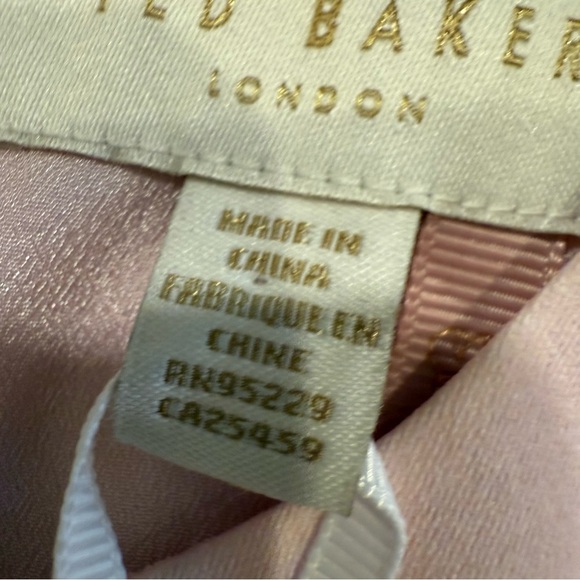 TED BAKER
LONDON
MADE IN
CHINA
FABRIQUE EN
CHINE
RN95229
CA25459